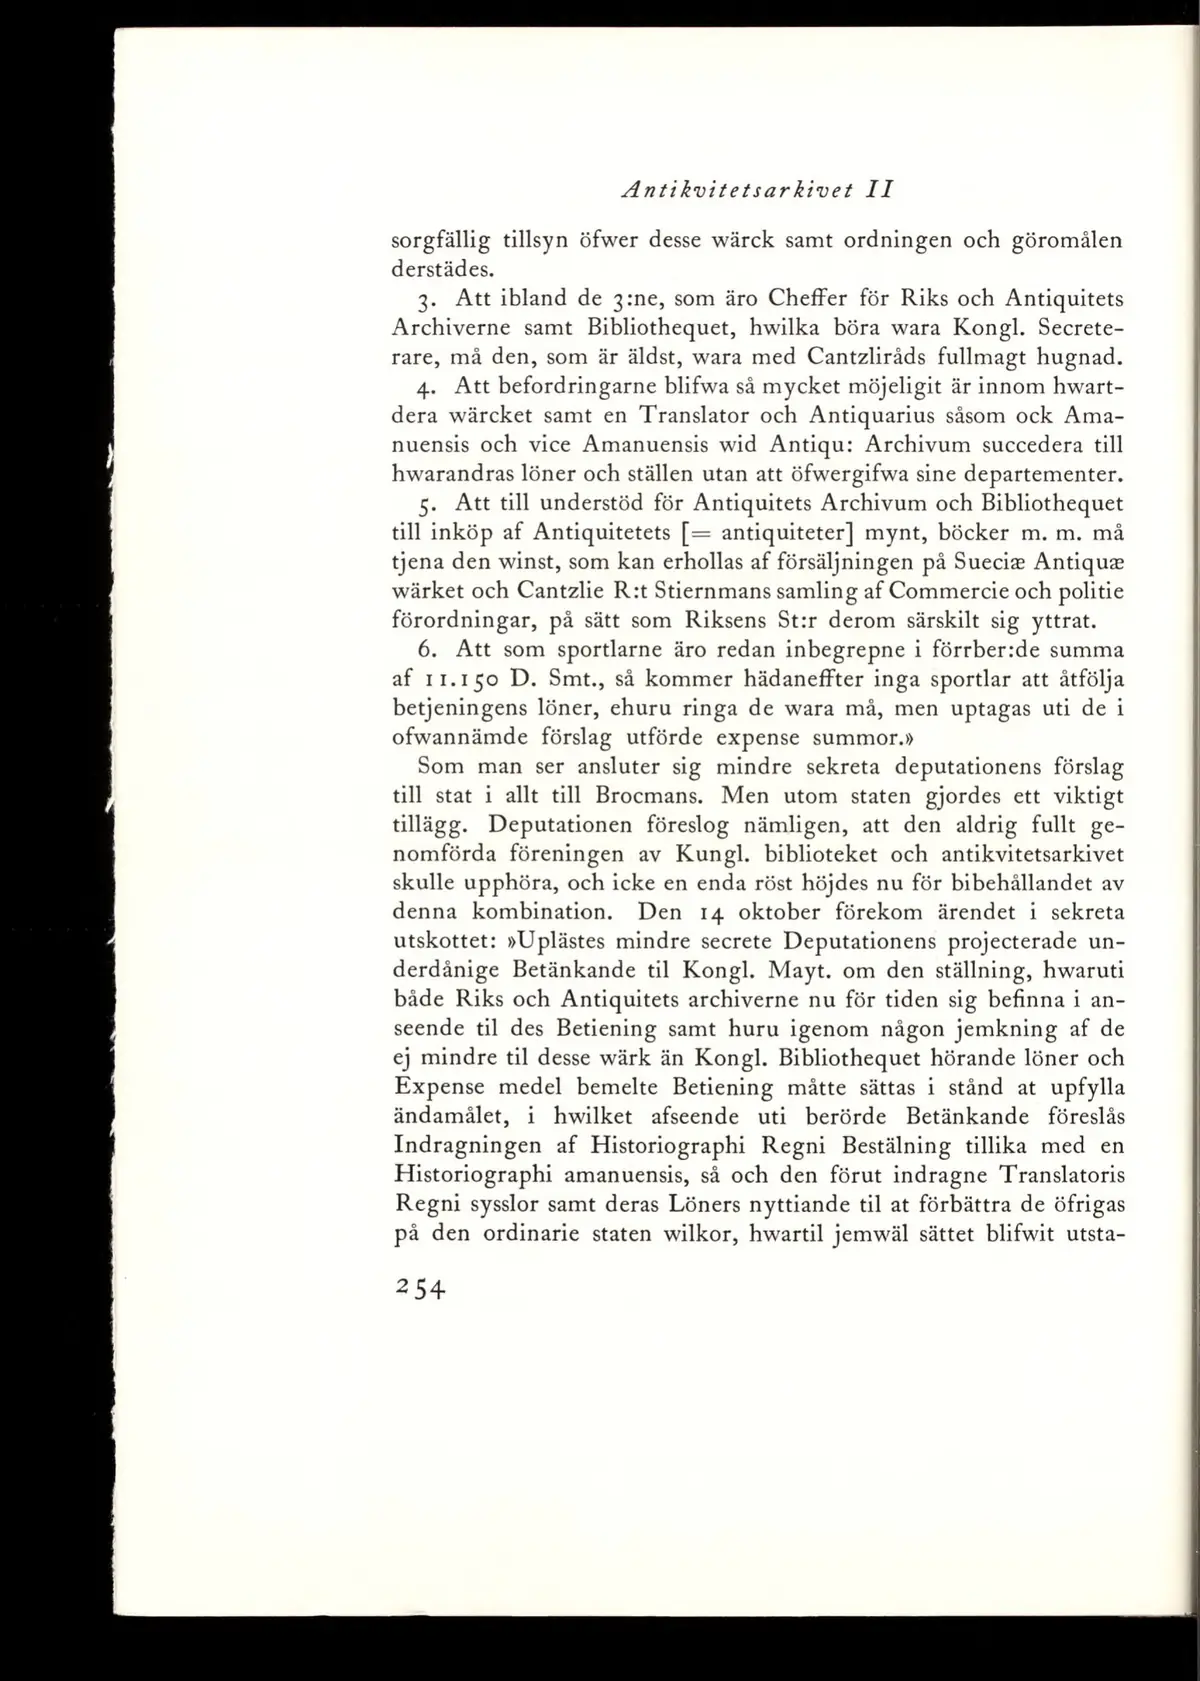 Antikvitetsarkivet II
sorgfällig tillsyn öfwer desse wärck samt ordningen och göromålen
derstädes.
3. Att ibland de 3:ne, som äro Cheffer för Riks och Antiquitets
Archiverne samt Bibliothequet, hwilka böra wara Kongl. Secrete-
rare, må den, som är äldst, wara med Cantzliråds fullmagt hugnad.
4. Att befordringarne blifwa så mycket möjeligit är innom hwart-
dera wärcket samt en Translator och Antiquarius såsom ock Ama-
nuensis och vice Amanuensis wid Antiqu: Archivum succedera till
hwarandras löner och ställen utan att öfwergifwa sine departementer.
5. Att till understöd för Antiquitets Archivum och Bibliothequet
till inköp af Antiquitetets [= antiquiteter] mynt, böcker m. m. må
tjena den winst, som kan erhollas af försäljningen på Sueciæ Antiquæ
wärket och Cantzlie R:t Stiernmans samling af Commercie och politie
förordningar, på sätt som Riksens St:r derom särskilt sig yttrat.
6. Att som sportlarne äro redan inbegrepne i förrber:de summa
af 11.150 D. Smt., så kommer hädaneffter inga sportlar att åtfölja
betjeningens löner, ehuru ringa de wara må, men uptagas uti de i
ofwannämde förslag utförde expense summor.»
Som man ser ansluter sig mindre sekreta deputationens förslag
till stat i allt till Brocmans. Men utom staten gjordes ett viktigt
tillägg. Deputationen föreslog nämligen, att den aldrig fullt ge-
nomförda föreningen av Kungl. biblioteket och antikvitetsarkivet
skulle upphöra, och icke en enda röst höjdes nu för bibehållandet av
denna kombination. Den 14 oktober förekom ärendet i sekreta
utskottet: »Uplästes mindre secrete Deputationens projecterade un-
derdånige Betänkande til Kongl. Mayt. om den ställning, hwaruti
både Riks och Antiquitets archiverne nu för tiden sig befinna i an-
seende til des Betiening samt huru igenom någon jemkning af de
ej mindre til desse wärk än Kongl. Bibliothequet hörande löner och
Expense medel bemelte Betiening måtte sättas i stånd at upfylla
ändamålet, i hwilket afseende uti berörde Betänkande föreslås
Indragningen af Historiographi Regni Bestälning tillika med en
Historiographi amanuensis, så och den förut indragne Translatoris
Regni sysslor samt deras Löners nyttiande til at förbättra de öfrigas
på den ordinarie staten wilkor, hwartil jemwäl sättet blifwit utsta-
254